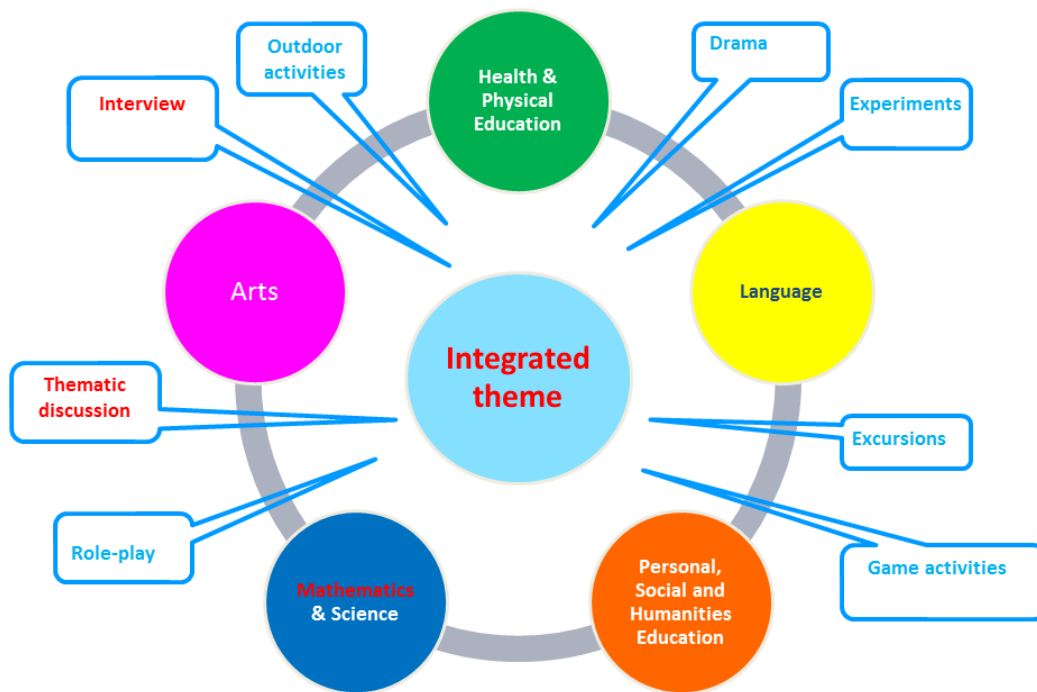 Outdoor
activities
Drama
Health &
Physical
Education
Interview
Experiments
Arts
Language
Integrated
theme
Thematic
discussion
Excursions
Role-play
Game activities
Mathematics
& Science
Personal,
Social and
Humanities
Education